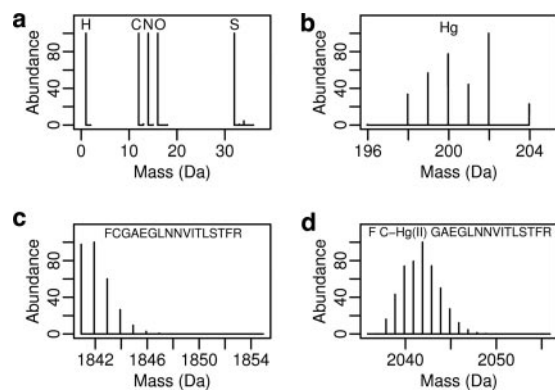 a
H C N O S
Abundance
0 40 80
0 10 20 30
Mass (Da)
b
Hg
Abundance
0 40 80
196 200 204
Mass (Da)
c
FCGAEGLNNVITLSTFR
Abundance
0 40 80
1842 1846 1850 1854
Mass (Da)
d
F C–Hg(II) GAEGLNNVITLSTFR
Abundance
0 40 80
2040 2050
Mass (Da)